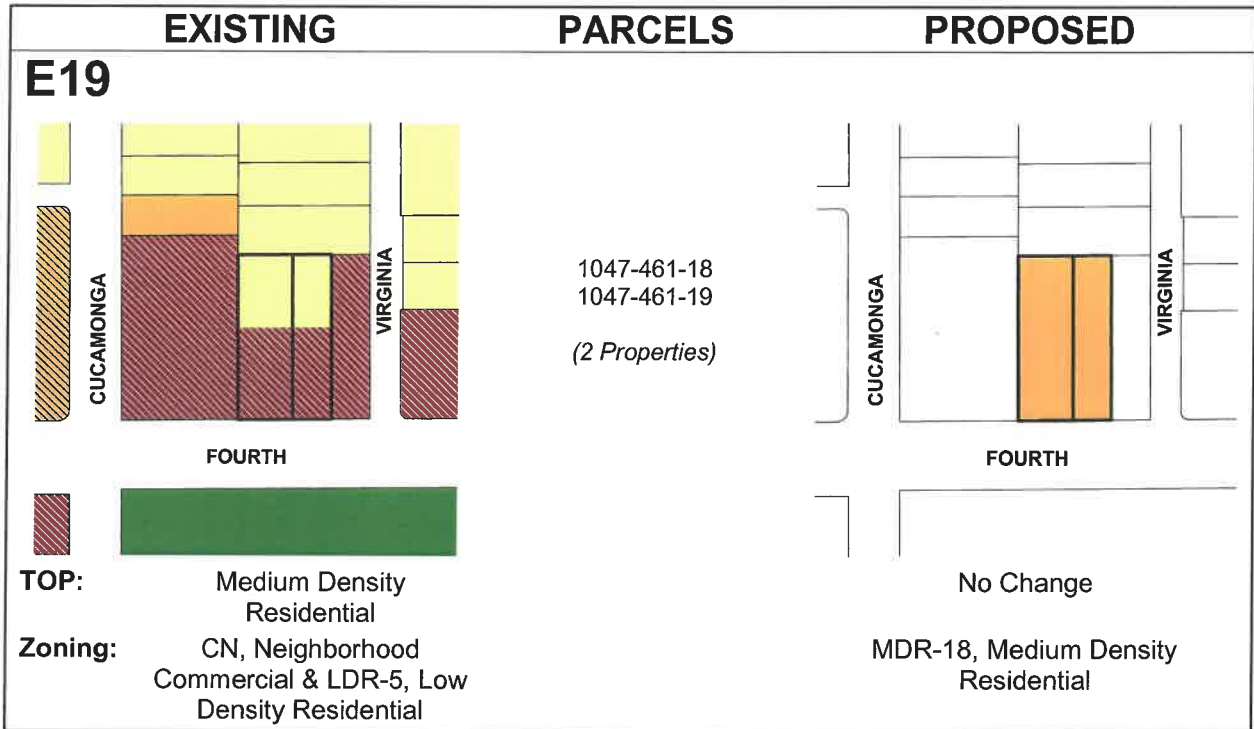 EXISTING PARCELS PROPOSED
E19
CUCAMONGA
VIRGINIA
FOURTH
1047-461-18
1047-461-19
(2 Properties)
CUCAMONGA
VIRGINIA
FOURTH
TOP: Medium Density
Residential
No Change
Zoning: CN, Neighborhood
Commercial & LDR-5, Low
Density Residential
MDR-18, Medium Density
Residential